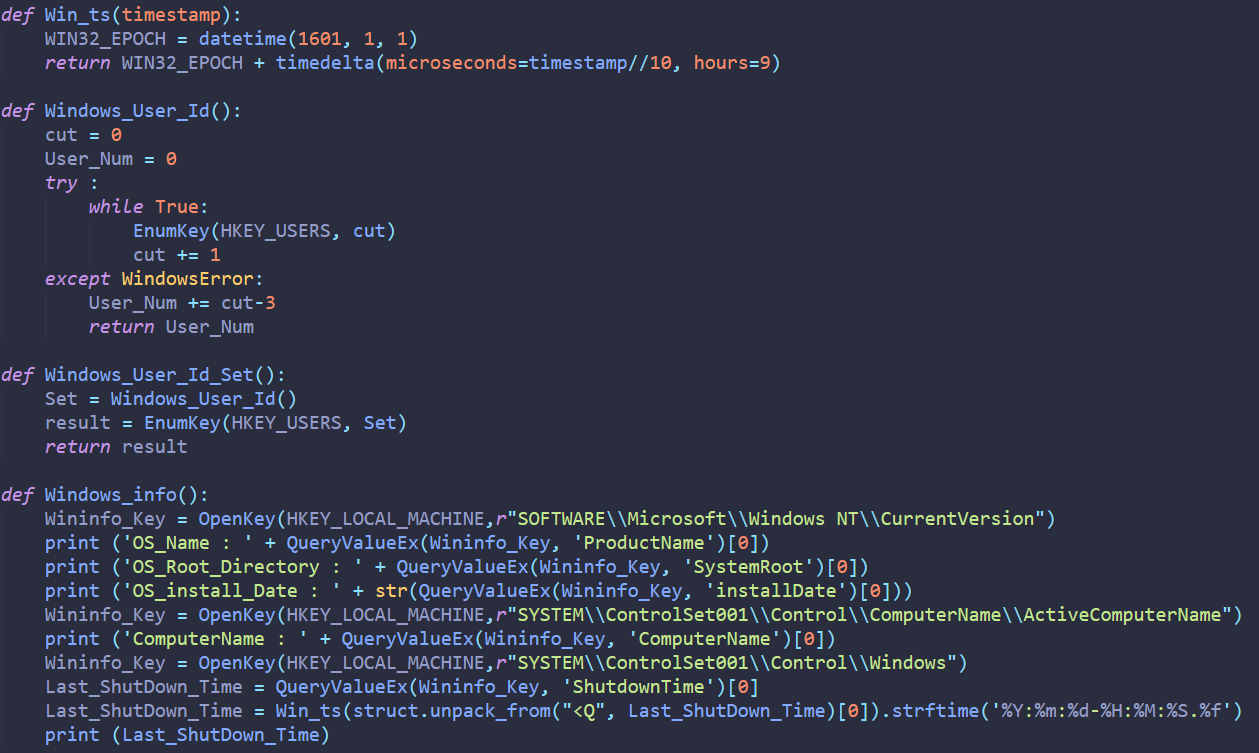 def Win_ts(timestamp):
    WIN32_EPOCH = datetime(1601, 1, 1)
    return WIN32_EPOCH + timedelta(microseconds=timestamp//10, hours=9)

def Windows_User_Id():
    cut = 0
    User_Num = 0
    try :
        while True:
            EnumKey(HKEY_USERS, cut)
            cut += 1
    except WindowsError:
        User_Num += cut-3
        return User_Num

def Windows_User_Id_Set():
    Set = Windows_User_Id()
    result = EnumKey(HKEY_USERS, Set)
    return result

def Windows_info():
    Wininfo_Key = OpenKey(HKEY_LOCAL_MACHINE,r"SOFTWARE\\Microsoft\\Windows NT\\CurrentVersion")
    print ('OS_Name : ' + QueryValueEx(Wininfo_Key, 'ProductName')[0])
    print ('OS_Root_Directory : ' + QueryValueEx(Wininfo_Key, 'SystemRoot')[0])
    print ('OS_install_Date : ' + str(QueryValueEx(Wininfo_Key, 'installDate')[0]))
    Wininfo_Key = OpenKey(HKEY_LOCAL_MACHINE,r"SYSTEM\\ControlSet001\\Control\\ComputerName\\ActiveComputerName")
    print ('ComputerName : ' + QueryValueEx(Wininfo_Key, 'ComputerName')[0])
    Wininfo_Key = OpenKey(HKEY_LOCAL_MACHINE,r"SYSTEM\\ControlSet001\\Control\\Windows")
    Last_ShutDown_Time = QueryValueEx(Wininfo_Key, 'ShutdownTime')[0]
    Last_ShutDown_Time = Win_ts(struct.unpack_from("<Q", Last_ShutDown_Time)[0]).strftime('%Y:%m:%d-%H:%M:%S.%f')
    print (Last_ShutDown_Time)